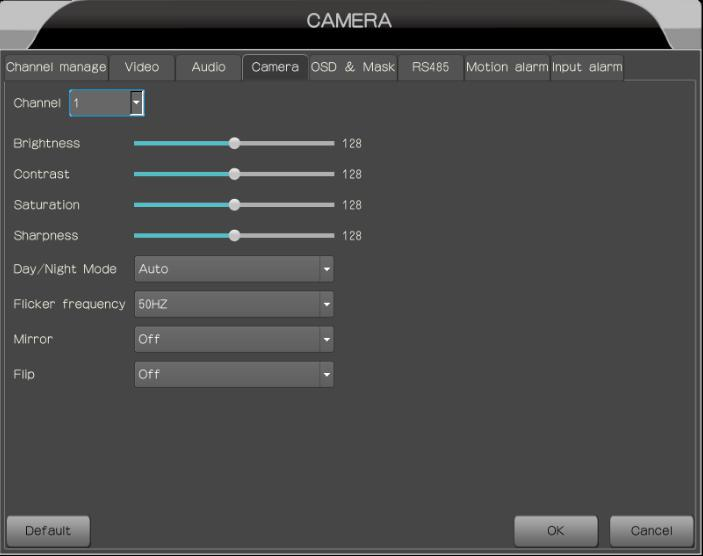 CAMERA
Channel manage Video Audio Camera OSD & Mask RS485 Motion alarm Input alarm
Channel 1
Brightness 128
Contrast 128
Saturation 128
Sharpness 128
Day/Night Mode Auto
Flicker frequency 50HZ
Mirror Off
Flip Off
Default OK Cancel